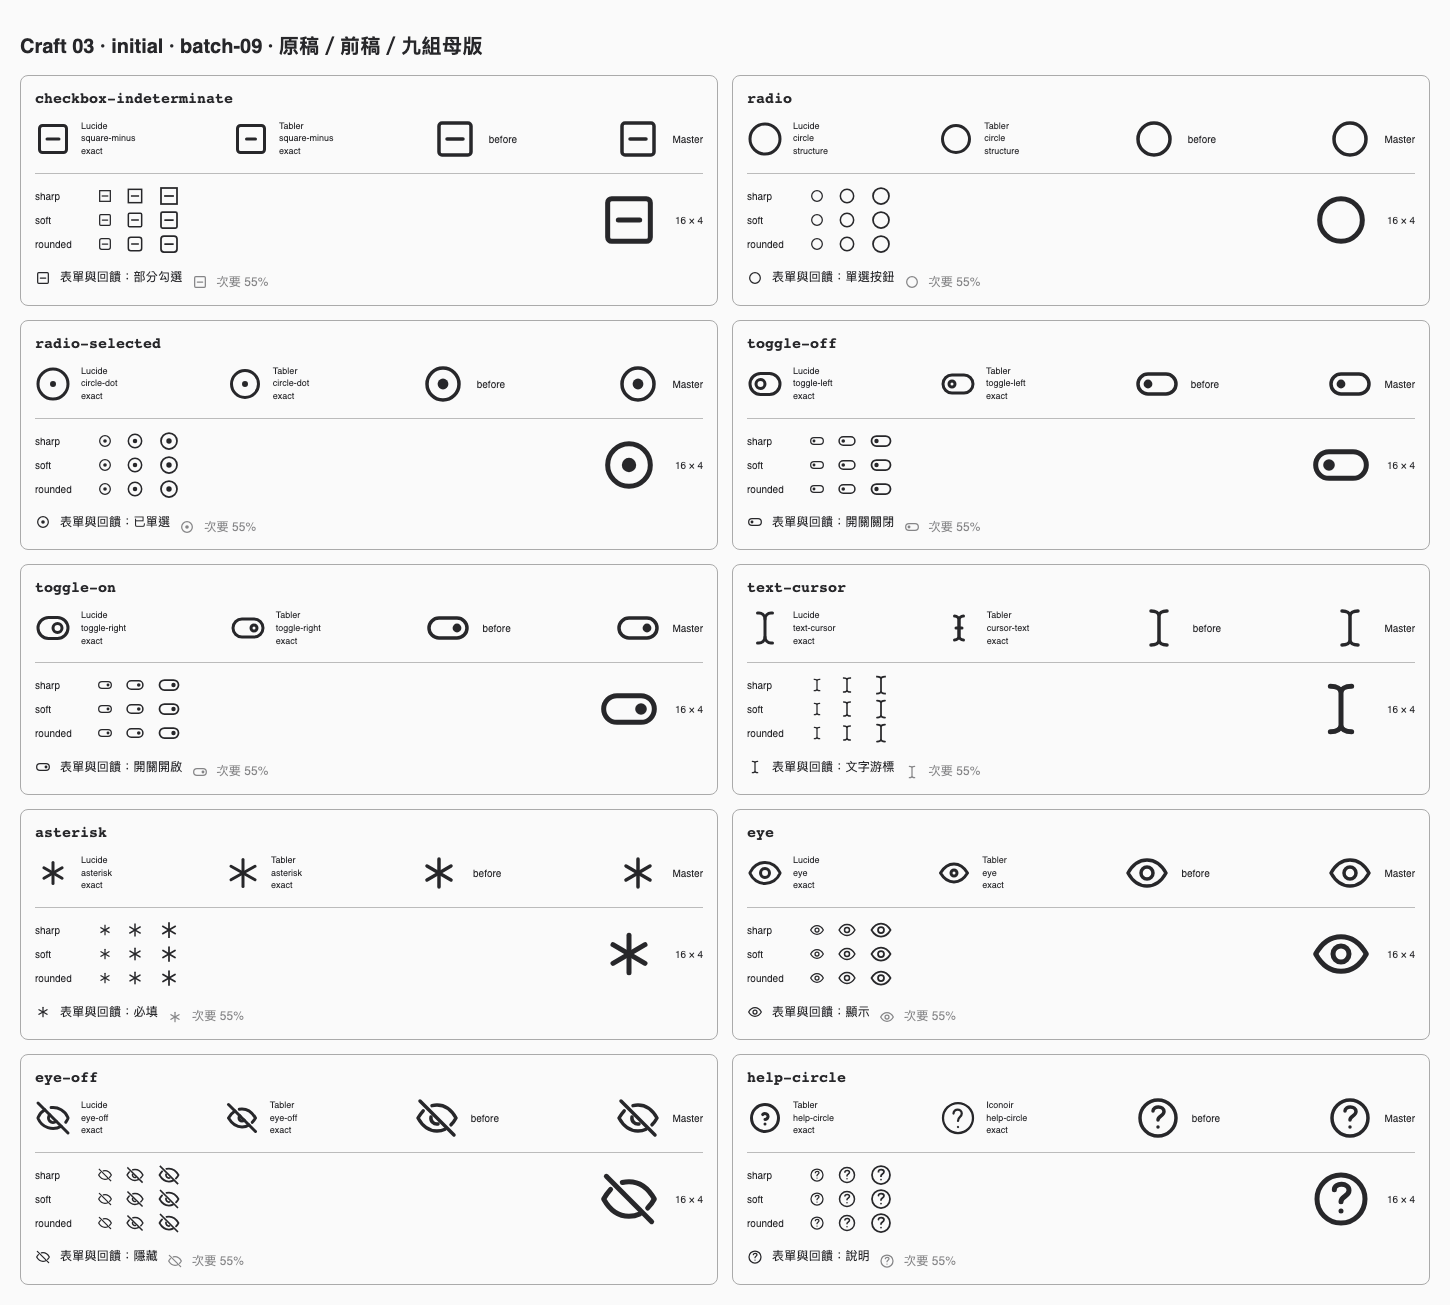 Craft 03 · initial · batch-09 · 原稿 / 前稿 / 九組母版
checkbox-indeterminate
Lucide
square-minus
exact
Tabler
square-minus
exact
before
Master
sharp
soft
rounded
16 × 4
表單與回饋：部分勾選
次要 55%
radio
Lucide
circle
structure
Tabler
circle
structure
before
Master
sharp
soft
rounded
16 × 4
表單與回饋：單選按鈕
次要 55%
radio-selected
Lucide
circle-dot
exact
Tabler
circle-dot
exact
before
Master
sharp
soft
rounded
16 × 4
表單與回饋：已單選
次要 55%
toggle-off
Lucide
toggle-left
exact
Tabler
toggle-left
exact
before
Master
sharp
soft
rounded
16 × 4
表單與回饋：開關關閉
次要 55%
toggle-on
Lucide
toggle-right
exact
Tabler
toggle-right
exact
before
Master
sharp
soft
rounded
16 × 4
表單與回饋：開關開啟
次要 55%
text-cursor
Lucide
text-cursor
exact
Tabler
cursor-text
exact
before
Master
sharp
soft
rounded
16 × 4
表單與回饋：文字游標
次要 55%
asterisk
Lucide
asterisk
exact
Tabler
asterisk
exact
before
Master
sharp
soft
rounded
16 × 4
表單與回饋：必填
次要 55%
eye
Lucide
eye
exact
Tabler
eye
exact
before
Master
sharp
soft
rounded
16 × 4
表單與回饋：顯示
次要 55%
eye-off
Lucide
eye-off
exact
Tabler
eye-off
exact
before
Master
sharp
soft
rounded
16 × 4
表單與回饋：隱藏
次要 55%
help-circle
Tabler
help-circle
exact
Iconoir
help-circle
exact
before
Master
sharp
soft
rounded
16 × 4
表單與回饋：說明
次要 55%